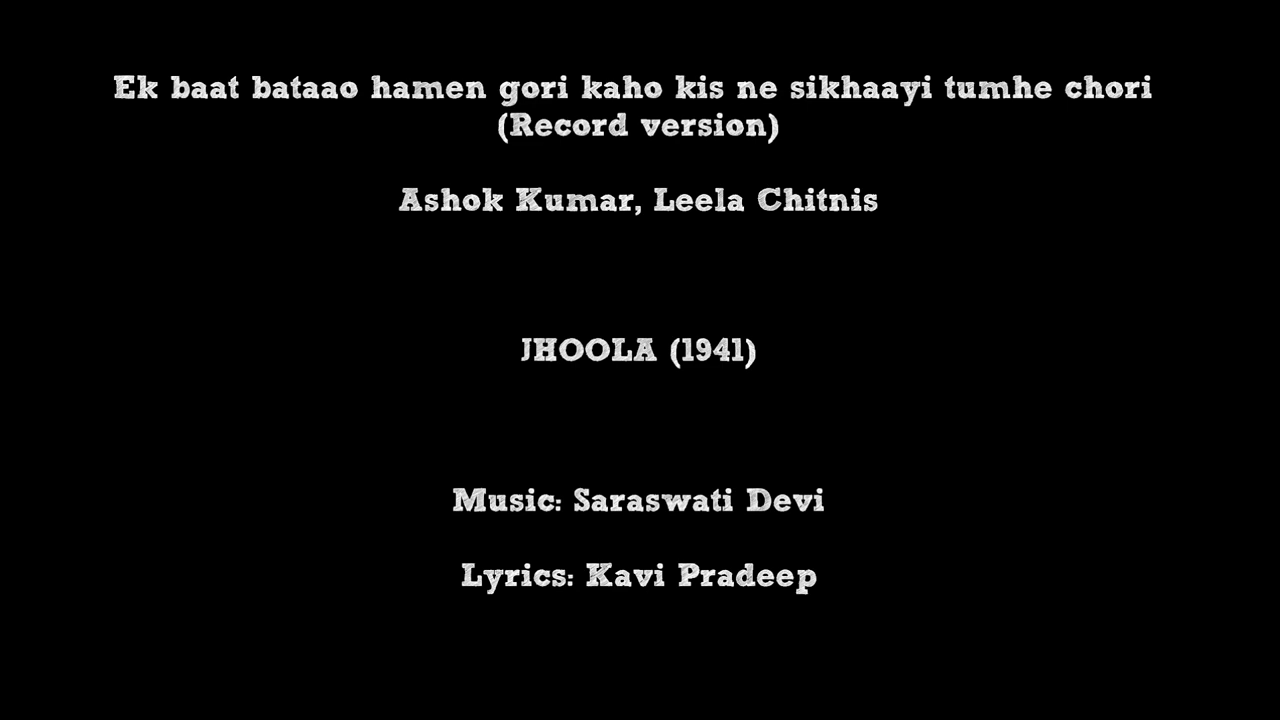 Ek baat bataao hamen gori kaho kis ne sikhaayi tumhe chori
(Record version)
Ashok Kumar, Leela Chitnis
JHOOLA (1941)
Music: Saraswati Devi
Lyrics: Kavi Pradeep